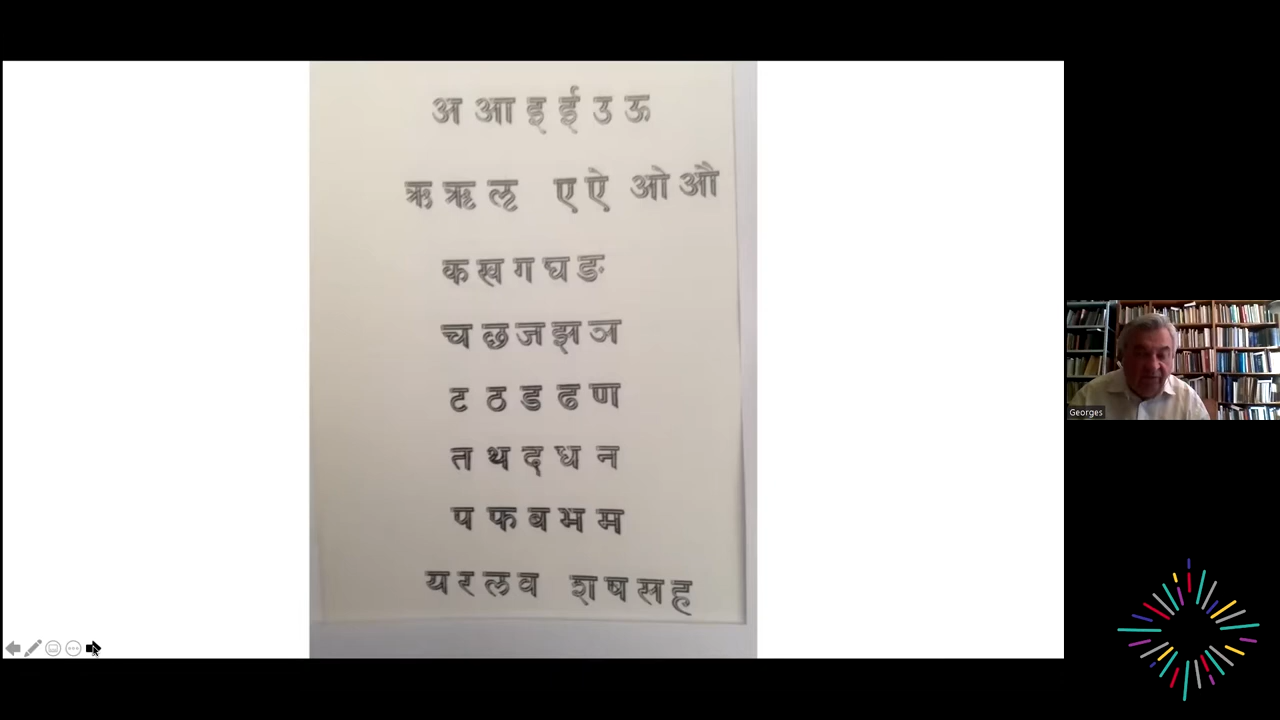 अ आ इ ई उ ऊ
ऋ ॠ ऌ ए ऐ ओ औ
क ख ग घ ङ
च छ ज झ ञ
ट ठ ड ढ ण
त थ द ध न
प फ ब भ म
य र ल व श ष स ह
Georges